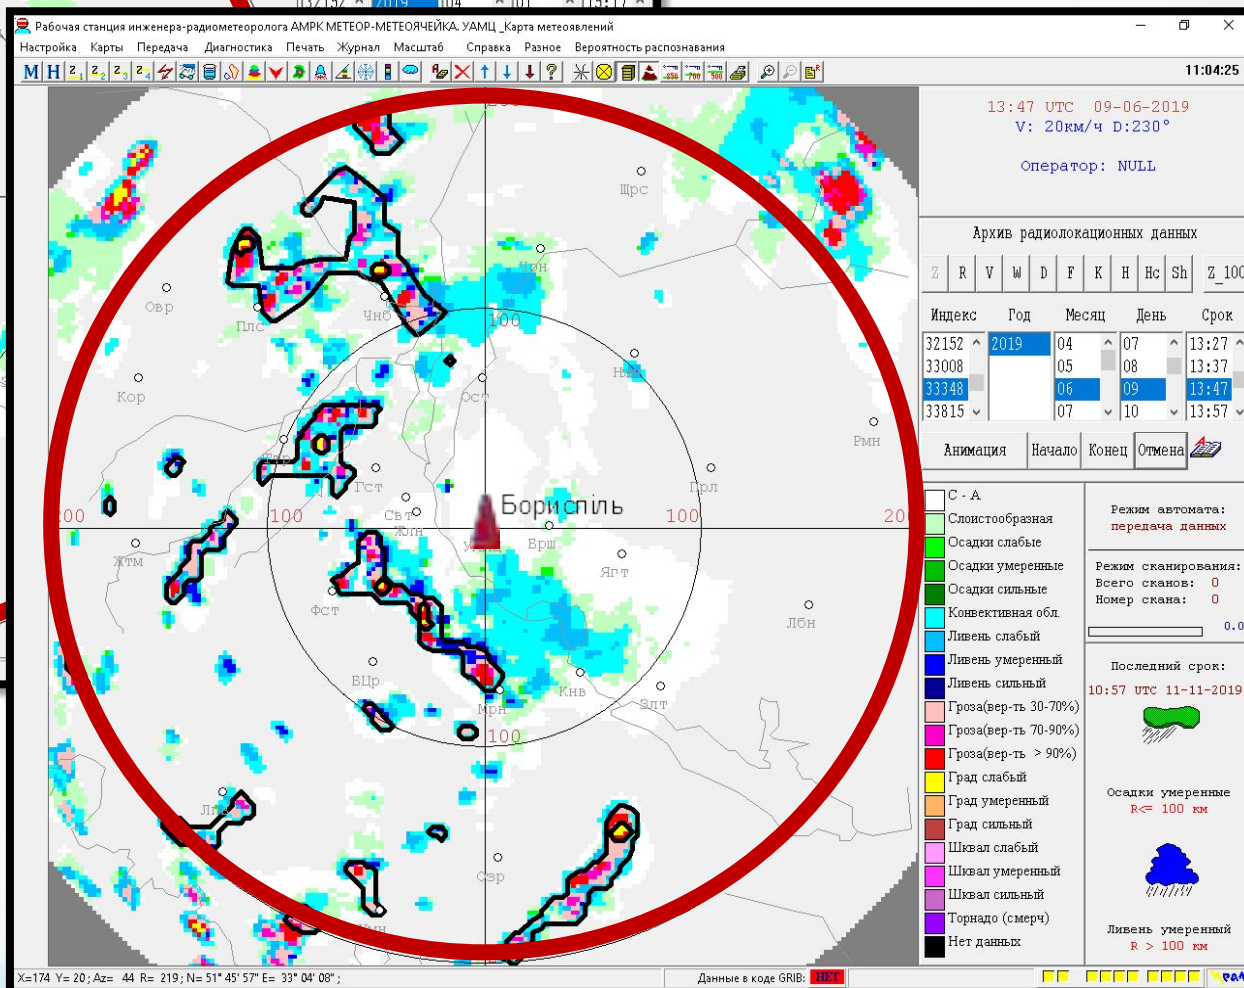 Рабочая станция инженера-радиометеоролога АМРК МЕТЕОР-МЕТЕОЯЧЕЙКА. УАМЦ _Карта метеоявлений
Настройка Карты Передача Диагностика Печать Журнал Масштаб Справка Разное Вероятность распознавания
11:04:25
13:47 UTC 09-06-2019
V: 20км/ч D:230°
Оператор: NULL
Архив радиолокационных данных
Z R V W D F K H Hc Sh Z_100
Индекс Год Месяц День Срок
32152 2019 04 07 13:27
33008 05 08 13:37
33348 06 09 13:47
33815 07 10 13:57
Анимация Начало Конец Отмена
С - А
Слоистообразная
Осадки слабые
Осадки умеренные
Осадки сильные
Конвективная обл.
Ливень слабый
Ливень умеренный
Ливень сильный
Гроза(вер-ть 30-70%)
Гроза(вер-ть 70-90%)
Гроза(вер-ть > 90%)
Град слабый
Град умеренный
Град сильный
Шквал слабый
Шквал умеренный
Шквал сильный
Торнадо (смерч)
Нет данных
Режим автомата:
передача данных
Режим сканирования:
Всего сканов: 0
Номер скана: 0
0.0
Последний срок:
10:57 UTC 11-11-2019
Осадки умеренные
R<= 100 км
Ливень умеренный
R > 100 км
Щрс
Овр
Плс
Чнб
100
Кор
Ост
Рмн
Гст
Прл
Свт
Бориспіль
100
100
Жтм
Брш
Ягт
Фст
Лбн
БЦр
Кнв
Злт
Мрн
100
X=174 Y= 20; Az= 44 R= 219; N= 51° 45' 57" E= 33° 04' 08";
Данные в коде GRIB: НЕТ